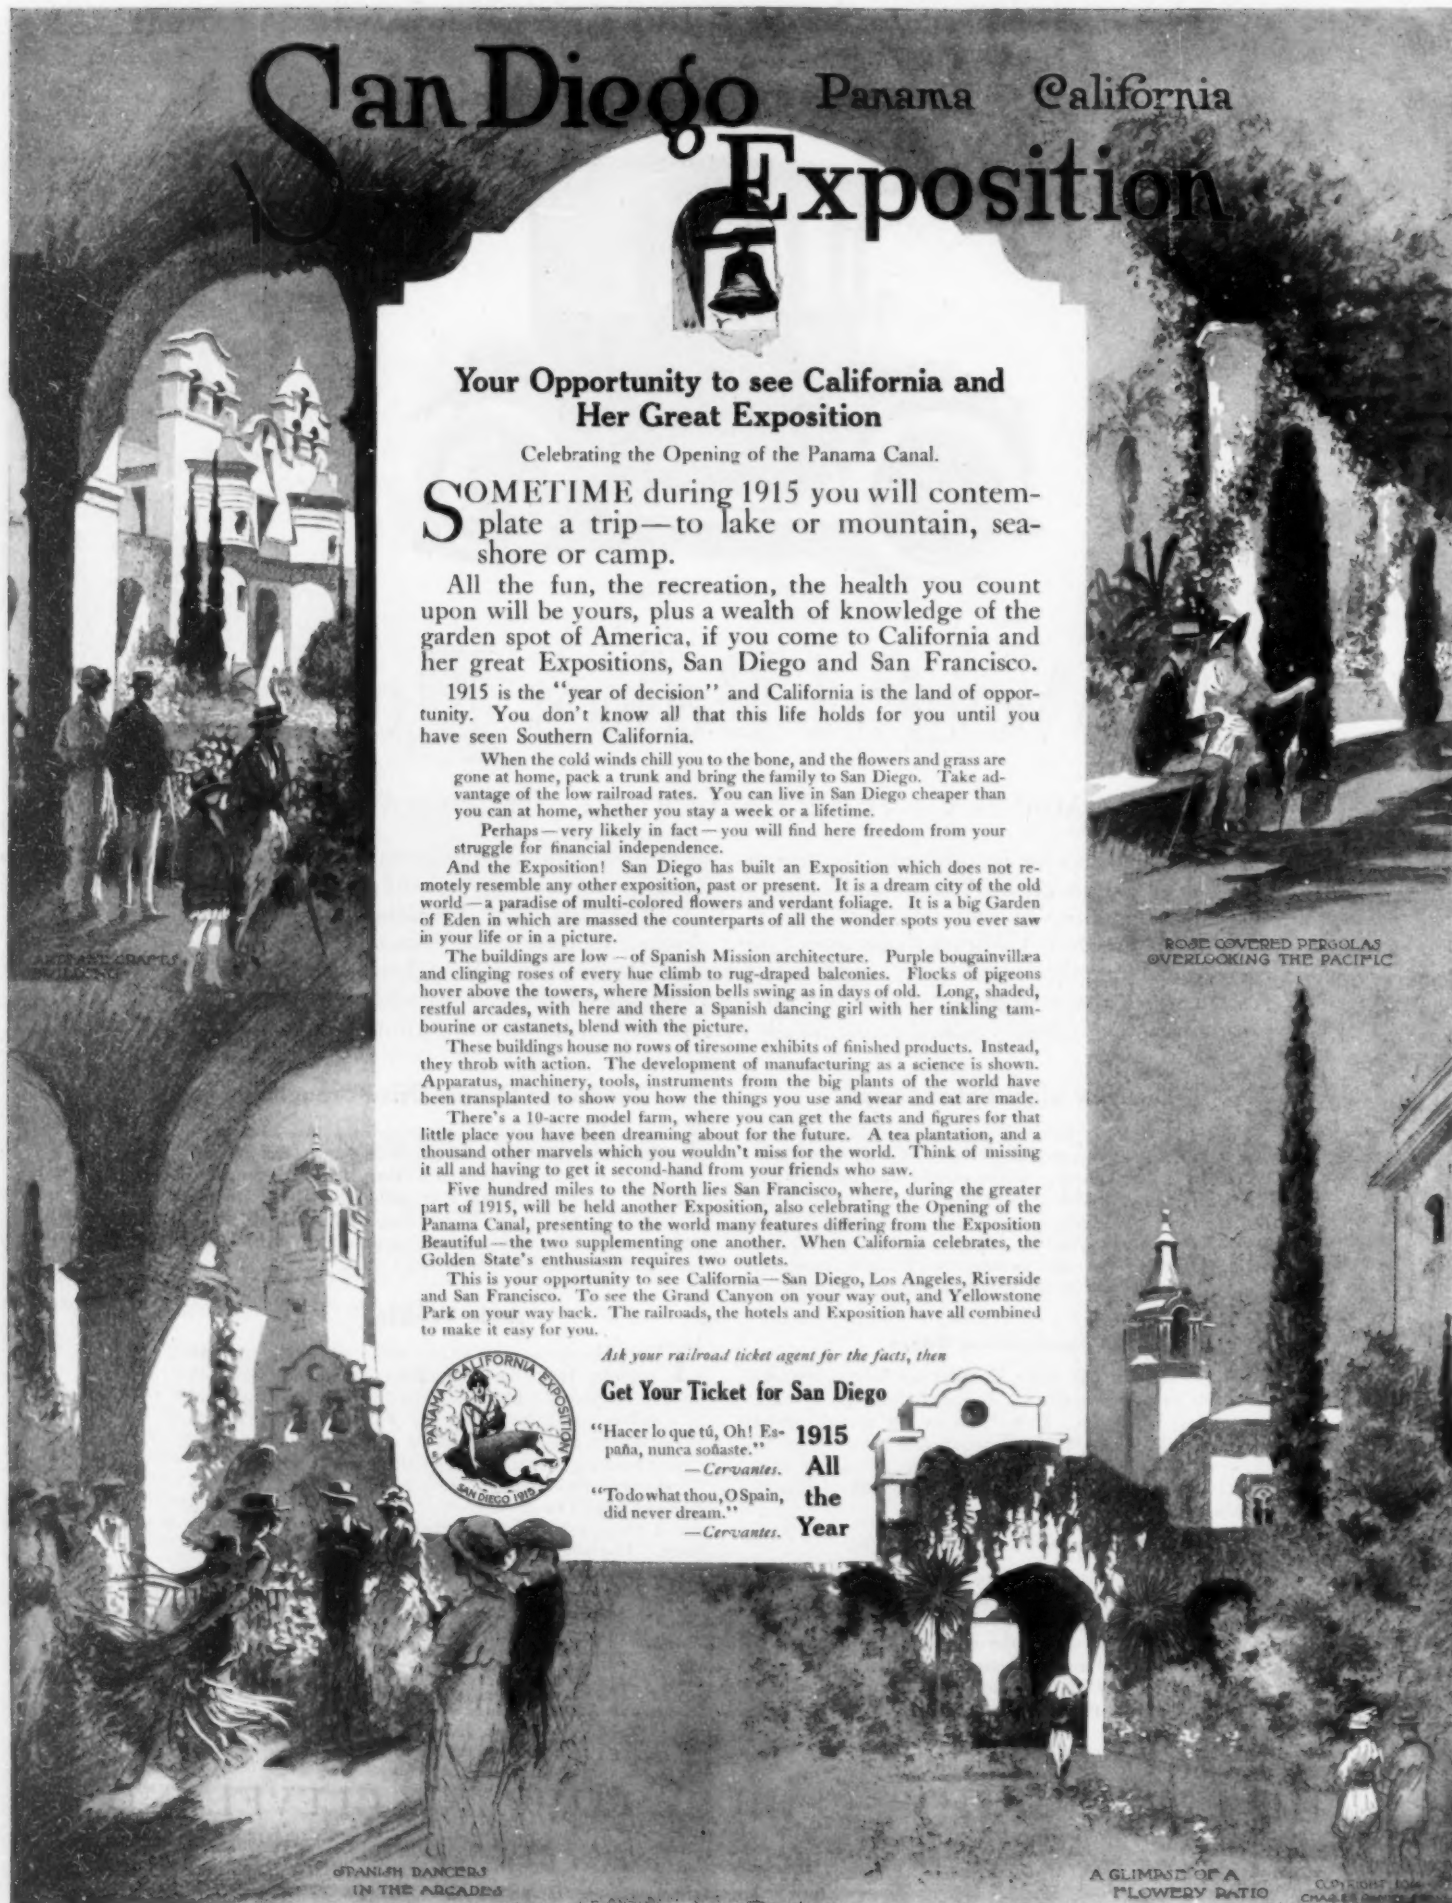 San Diego Panama California
Exposition
Your Opportunity to see California and
Her Great Exposition
Celebrating the Opening of the Panama Canal.
SOMETIME during 1915 you will contem-
plate a trip—to lake or mountain, sea-
shore or camp.
All the fun, the recreation, the health you count
upon will be yours, plus a wealth of knowledge of the
garden spot of America, if you come to California and
her great Expositions, San Diego and San Francisco.
1915 is the "year of decision" and California is the land of oppor-
tunity. You don't know all that this life holds for you until you
have seen Southern California.
When the cold winds chill you to the bone, and the flowers and grass are
gone at home, pack a trunk and bring the family to San Diego. Take ad-
vantage of the low railroad rates. You can live in San Diego cheaper than
you can at home, whether you stay a week or a lifetime.
Perhaps—very likely in fact—you will find here freedom from your
struggle for financial independence.
And the Exposition! San Diego has built an Exposition which does not re-
motely resemble any other exposition, past or present. It is a dream city of the old
world—a paradise of multi-colored flowers and verdant foliage. It is a big Garden
of Eden in which are massed the counterparts of all the wonder spots you ever saw
in your life or in a picture.
The buildings are low—of Spanish Mission architecture. Purple bougainvillæa
and clinging roses of every hue climb to rug-draped balconies. Flocks of pigeons
hover above the towers, where Mission bells swing as in days of old. Long, shaded,
restful arcades, with here and there a Spanish dancing girl with her tinkling tam-
bourine or castanets, blend with the picture.
These buildings house no rows of tiresome exhibits of finished products. Instead,
they throb with action. The development of manufacturing as a science is shown.
Apparatus, machinery, tools, instruments from the big plants of the world have
been transplanted to show you how the things you use and wear and eat are made.
There's a 10-acre model farm, where you can get the facts and figures for that
little place you have been dreaming about for the future. A tea plantation, and a
thousand other marvels which you wouldn't miss for the world. Think of missing
it all and having to get it second-hand from your friends who saw.
Five hundred miles to the North lies San Francisco, where, during the greater
part of 1915, will be held another Exposition, also celebrating the Opening of the
Panama Canal, presenting to the world many features differing from the Exposition
Beautiful—the two supplementing one another. When California celebrates, the
Golden State's enthusiasm requires two outlets.
This is your opportunity to see California—San Diego, Los Angeles, Riverside
and San Francisco. To see the Grand Canyon on your way out, and Yellowstone
Park on your way back. The railroads, the hotels and Exposition have all combined
to make it easy for you.
Ask your railroad ticket agent for the facts, then
Get Your Ticket for San Diego
PANAMA-CALIFORNIA EXPOSITION
SAN DIEGO 1915
"Hacer lo que tú, Oh! Es-
paña, nunca soñaste."
—Cervantes.
"To do what thou, O Spain,
did never dream."
—Cervantes.
1915
All
the
Year
ARTS AND CRAFTS
BUILDING
ROSE COVERED PERGOLAS
OVERLOOKING THE PACIFIC
SPANISH DANCERS
IN THE ARCADES
A GLIMPSE OF A
FLOWERY PATIO
COPYRIGHT